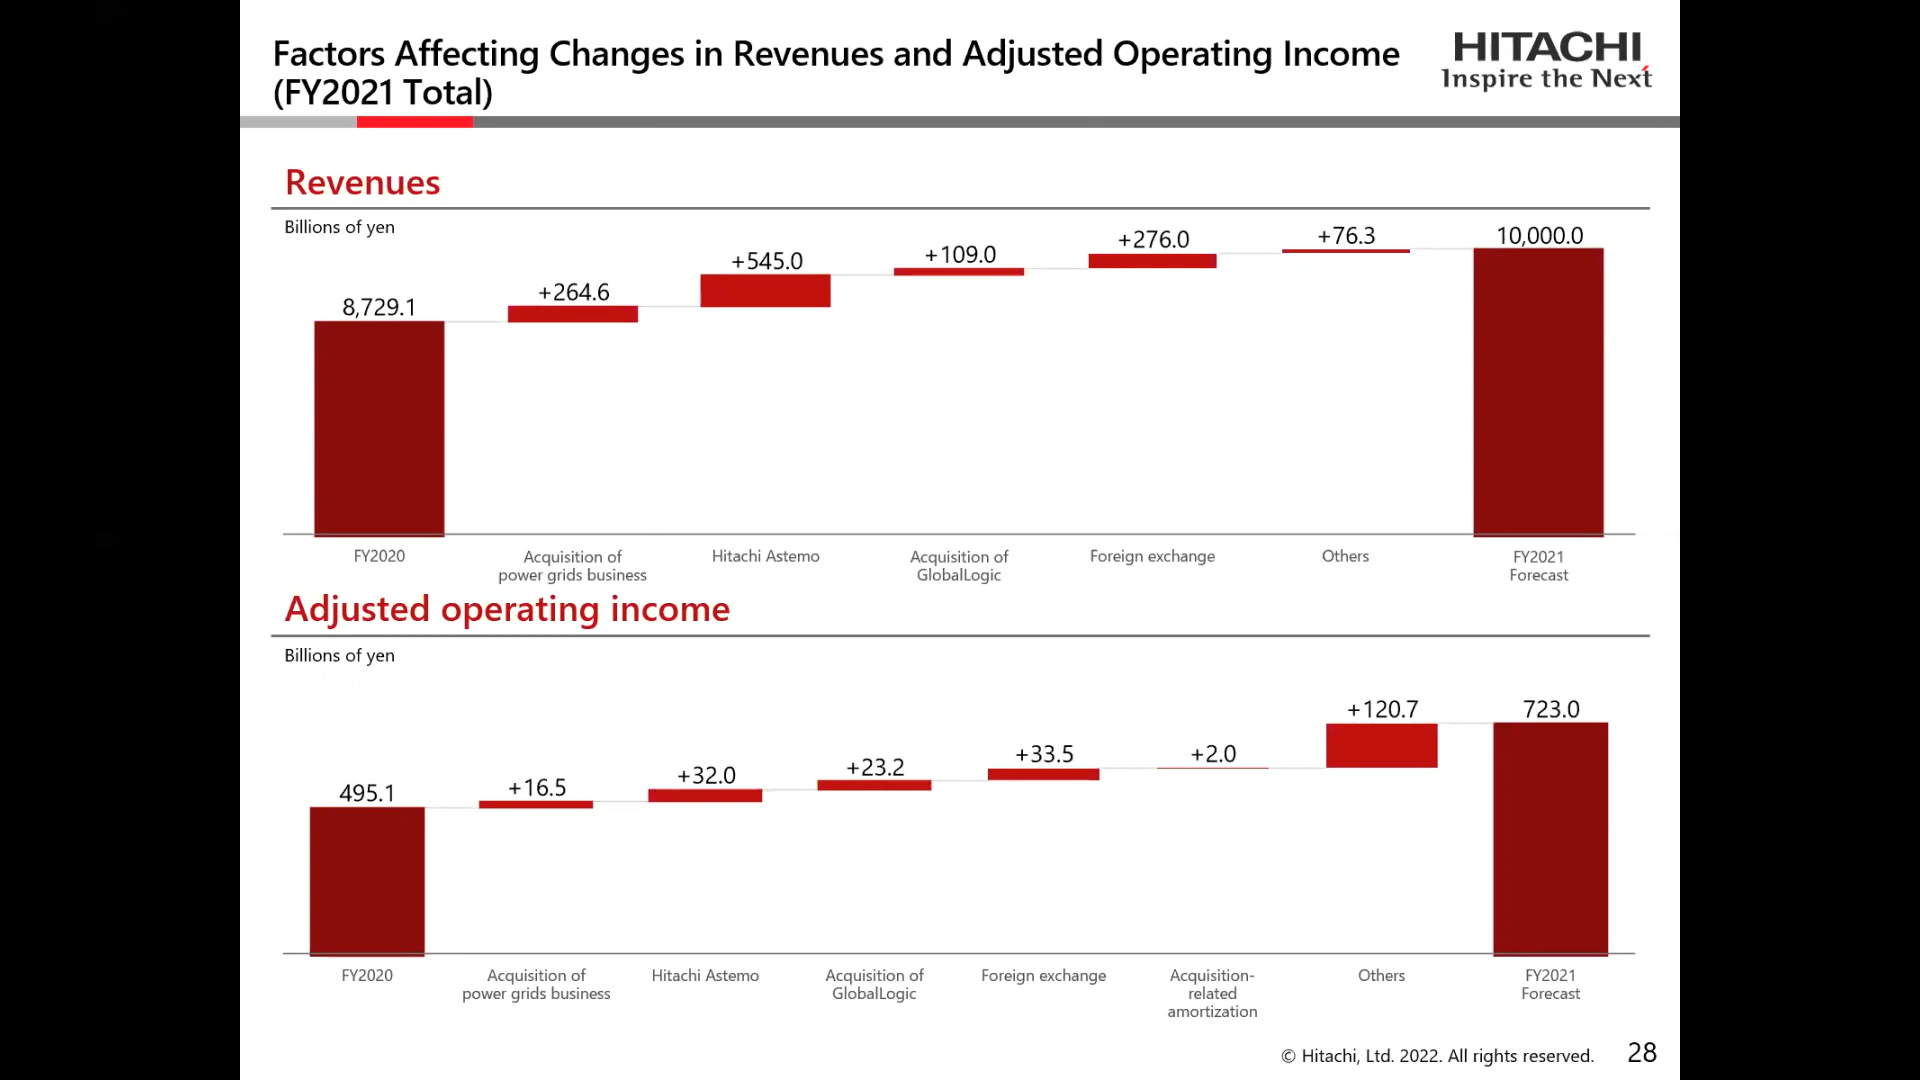 Factors Affecting Changes in Revenues and Adjusted Operating Income
(FY2021 Total)
HITACHI
Inspire the Next
Revenues
Billions of yen
8,729.1
+264.6
+545.0
+109.0
+276.0
+76.3
10,000.0
FY2020
Acquisition of
power grids business
Hitachi Astemo
Acquisition of
GlobalLogic
Foreign exchange
Others
FY2021
Forecast
Adjusted operating income
Billions of yen
495.1
+16.5
+32.0
+23.2
+33.5
+2.0
+120.7
723.0
FY2020
Acquisition of
power grids business
Hitachi Astemo
Acquisition of
GlobalLogic
Foreign exchange
Acquisition-
related
amortization
Others
FY2021
Forecast
© Hitachi, Ltd. 2022. All rights reserved.
28